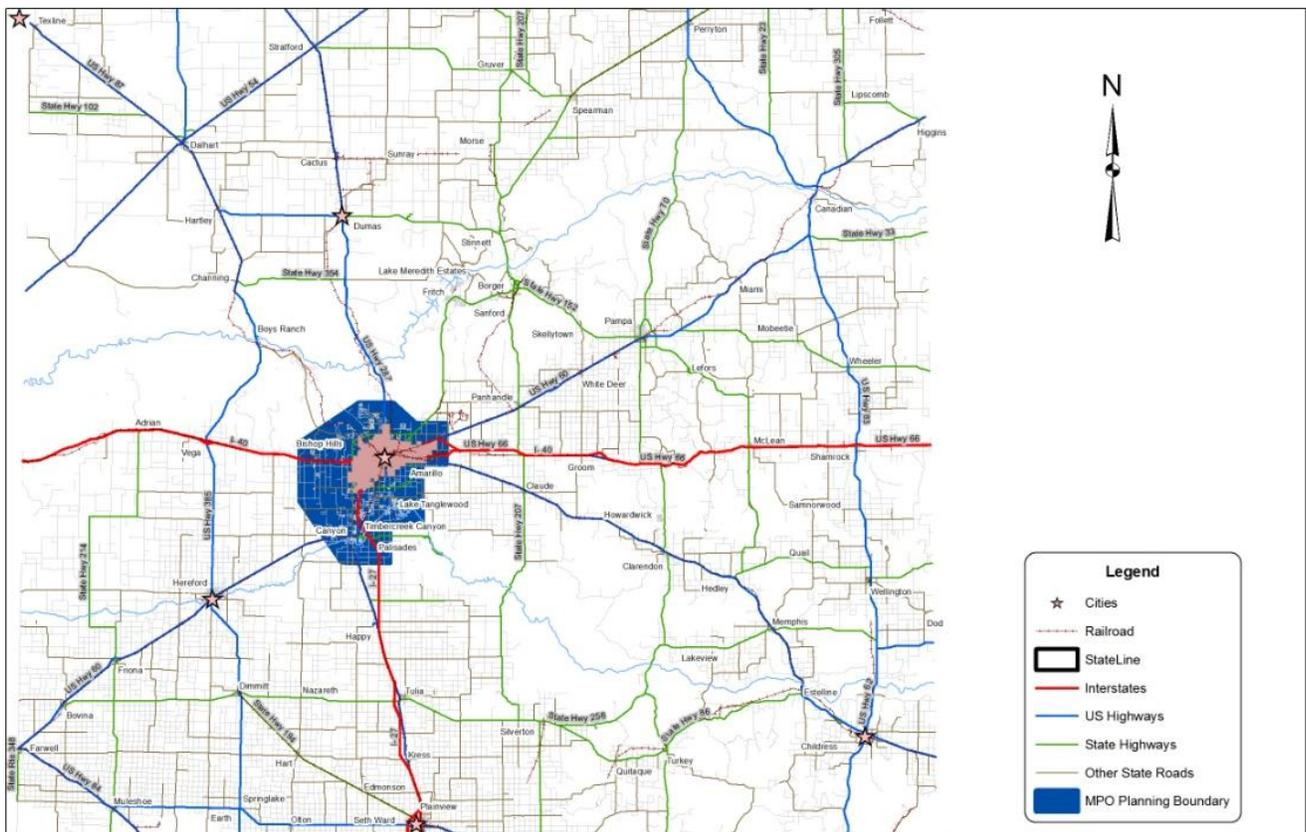 Texline
Perryton
Follett
State Hwy 207
State Hwy 23
State Hwy 305
Stratford
Gruver
US Hwy 87
US Hwy 54
State Hwy 102
Lipscomb
Spearman
Higgins
Dalhart
Morse
Sunray
Cactus
Canadian
Hartley
Dumas
State Hwy 70
State Hwy 33
Stinnett
Channing
State Hwy 354
Lake Meredith Estates
Fritch
Borger
State Hwy 152
Miami
Sanford
Boys Ranch
Skellytown
Pampa
Mobeetie
US Hwy 287
Wheeler
Lefors
US Hwy 60
White Deer
Panhandle
US Hwy 83
Adrian
I-40
Vega
Bishop Hills
US Hwy 66
I-40
US Hwy 66
McLean
US Hwy 66
Shamrock
Groom
Amarillo
Claude
US Hwy 385
Lake Tanglewood
State Hwy 207
Howardwick
Samnorwood
Canyon
Timbercreek Canyon
Palisades
Quail
State Hwy 214
Hereford
I-27
Clarendon
Hedley
Wellington
Happy
Memphis
Dod
Lakeview
US Hwy 60
Friona
Dimmitt
Nazareth
Tulia
Estelline
US Hwy 62
Bovina
State Hwy 194
State Hwy 256
State Hwy 86
Silverton
I-27
Farwell
Childress
Kress
Turkey
Quitaque
Hart
US Hwy 84
Edmonson
Muleshoe
Springlake
Plainview
Earth
Olton
Seth Ward
N
Legend
Cities
Railroad
StateLine
Interstates
US Highways
State Highways
Other State Roads
MPO Planning Boundary